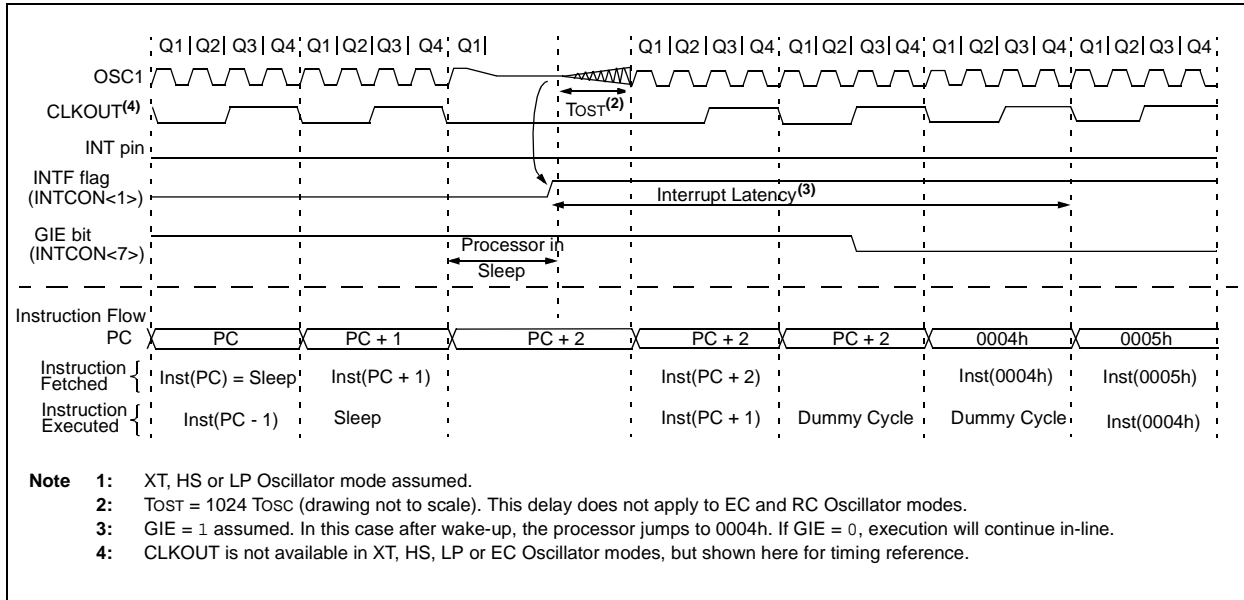 Q1 Q2 Q3 Q4 Q1 Q2 Q3 Q4 Q1 Q1 Q2 Q3 Q4 Q1 Q2 Q3 Q4 Q1 Q2 Q3 Q4 Q1 Q2 Q3 Q4
OSC1
CLKOUT(4)
TOST(2)
INT pin
INTF flag
(INTCON<1>)
Interrupt Latency(3)
GIE bit
(INTCON<7>)
Processor in
Sleep
Instruction Flow
PC PC PC + 1 PC + 2 PC + 2 PC + 2 0004h 0005h
Instruction
Fetched
Inst(PC) = Sleep Inst(PC + 1) Inst(PC + 2) Inst(0004h) Inst(0005h)
Instruction
Executed
Inst(PC - 1) Sleep Inst(PC + 1) Dummy Cycle Dummy Cycle Inst(0004h)
Note 1: XT, HS or LP Oscillator mode assumed.
2: TOST = 1024 TOSC (drawing not to scale). This delay does not apply to EC and RC Oscillator modes.
3: GIE = 1 assumed. In this case after wake-up, the processor jumps to 0004h. If GIE = 0, execution will continue in-line.
4: CLKOUT is not available in XT, HS, LP or EC Oscillator modes, but shown here for timing reference.